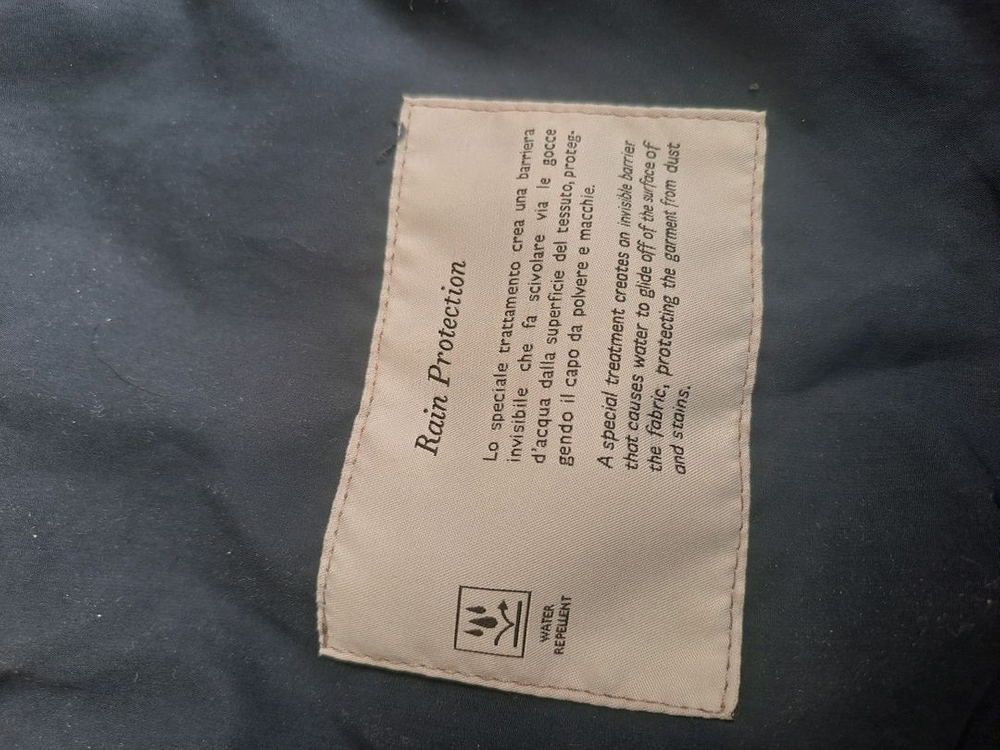 Rain Protection
Lo speciale trattamento crea una barriera
invisibile che fa scivolare via le gocce
d'acqua dalla superficie del tessuto, proteg-
gendo il capo da polvere e macchie.
A special treatment creates an invisible barrier
that causes water to glide off of the surface of
the fabric, protecting the garment from dust
and stains.
WATER
REPELLENT